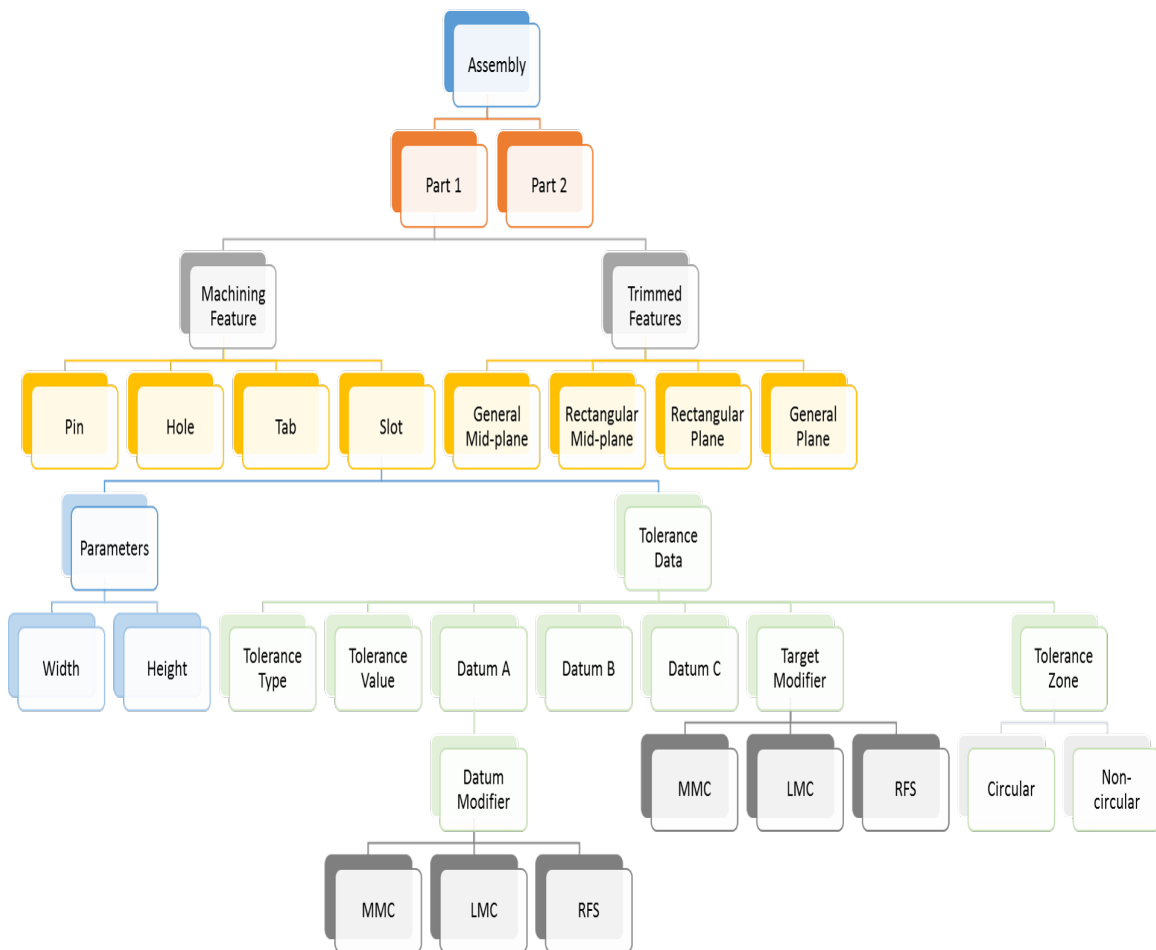 Assembly
Part 1
Part 2
Machining
Feature
Trimmed
Features
Pin
Hole
Tab
Slot
General
Mid-plane
Rectangular
Mid-plane
Rectangular
Plane
General
Plane
Parameters
Tolerance
Data
Width
Height
Tolerance
Type
Tolerance
Value
Datum A
Datum B
Datum C
Target
Modifier
Tolerance
Zone
Datum
Modifier
MMC
LMC
RFS
Circular
Non-
circular
MMC
LMC
RFS